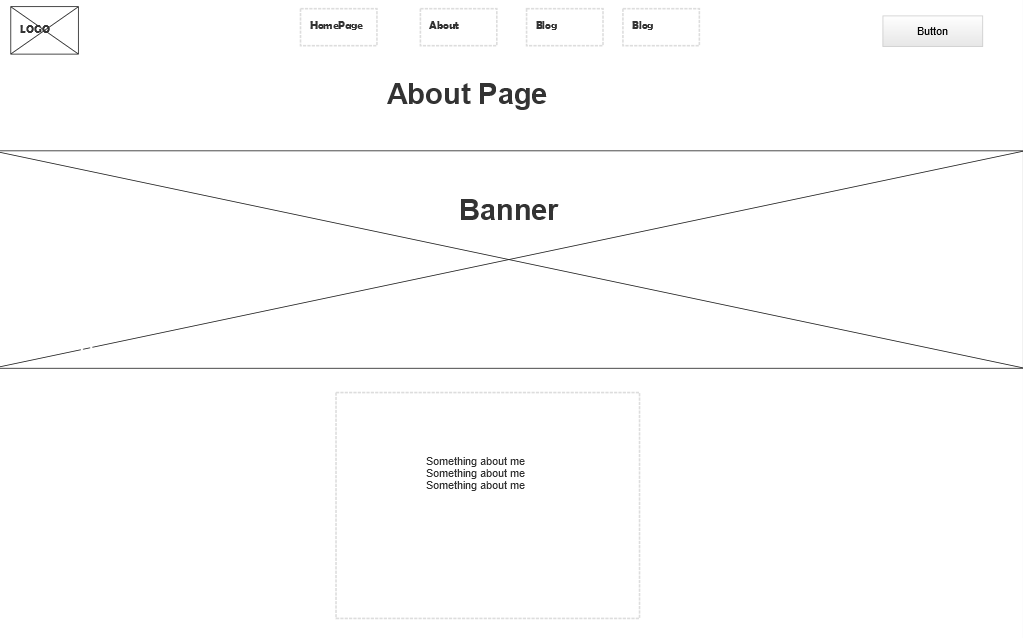 LOGO
HomePage
About
Blog
Blog
Button
About Page
Banner
Something about me
Something about me
Something about me